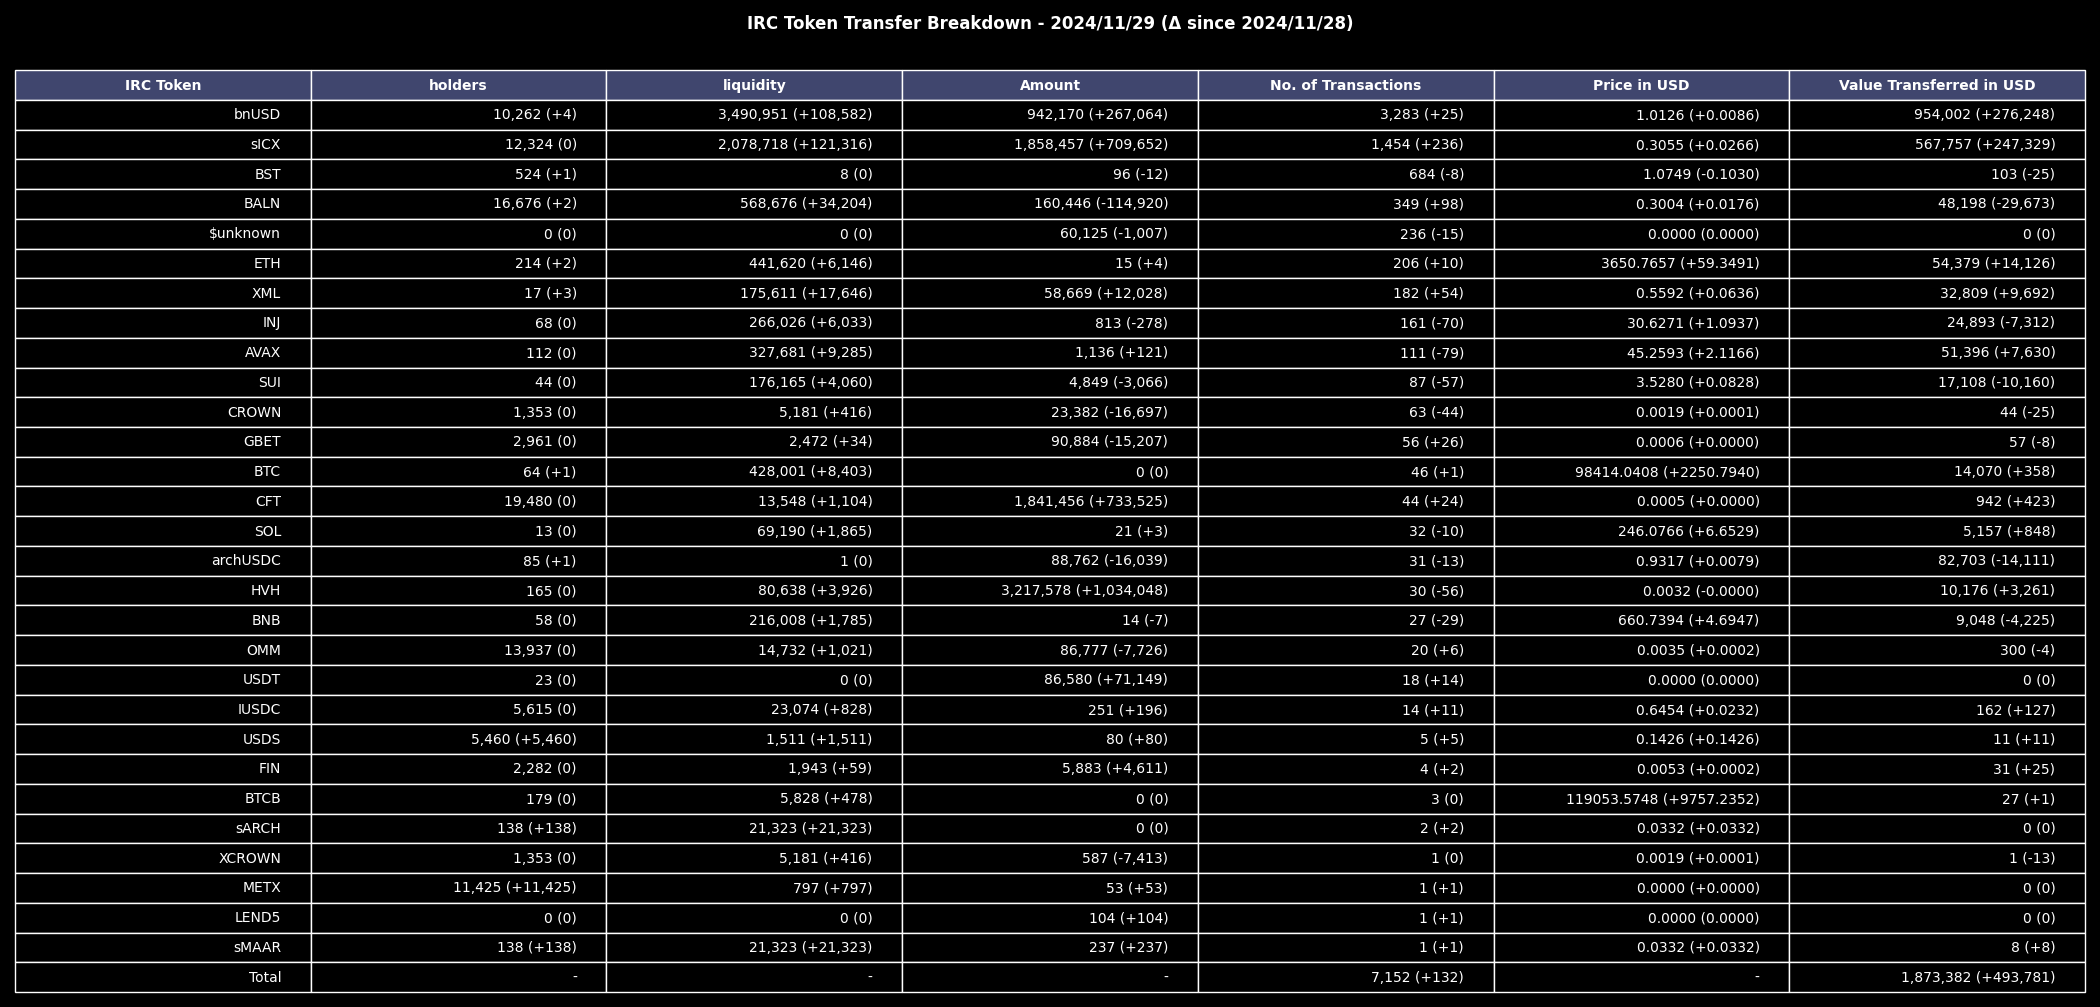 IRC Token Transfer Breakdown - 2024/11/29 (Δ since 2024/11/28)
IRC Token holders liquidity Amount No. of Transactions Price in USD Value Transferred in USD
bnUSD 10,262 (+4) 3,490,951 (+108,582) 942,170 (+267,064) 3,283 (+25) 1.0126 (+0.0086) 954,002 (+276,248)
sICX 12,324 (0) 2,078,718 (+121,316) 1,858,457 (+709,652) 1,454 (+236) 0.3055 (+0.0266) 567,757 (+247,329)
BST 524 (+1) 8 (0) 96 (-12) 684 (-8) 1.0749 (-0.1030) 103 (-25)
BALN 16,676 (+2) 568,676 (+34,204) 160,446 (-114,920) 349 (+98) 0.3004 (+0.0176) 48,198 (-29,673)
$unknown 0 (0) 0 (0) 60,125 (-1,007) 236 (-15) 0.0000 (0.0000) 0 (0)
ETH 214 (+2) 441,620 (+6,146) 15 (+4) 206 (+10) 3650.7657 (+59.3491) 54,379 (+14,126)
XML 17 (+3) 175,611 (+17,646) 58,669 (+12,028) 182 (+54) 0.5592 (+0.0636) 32,809 (+9,692)
INJ 68 (0) 266,026 (+6,033) 813 (-278) 161 (-70) 30.6271 (+1.0937) 24,893 (-7,312)
AVAX 112 (0) 327,681 (+9,285) 1,136 (+121) 111 (-79) 45.2593 (+2.1166) 51,396 (+7,630)
SUI 44 (0) 176,165 (+4,060) 4,849 (-3,066) 87 (-57) 3.5280 (+0.0828) 17,108 (-10,160)
CROWN 1,353 (0) 5,181 (+416) 23,382 (-16,697) 63 (-44) 0.0019 (+0.0001) 44 (-25)
GBET 2,961 (0) 2,472 (+34) 90,884 (-15,207) 56 (+26) 0.0006 (+0.0000) 57 (-8)
BTC 64 (+1) 428,001 (+8,403) 0 (0) 46 (+1) 98414.0408 (+2250.7940) 14,070 (+358)
CFT 19,480 (0) 13,548 (+1,104) 1,841,456 (+733,525) 44 (+24) 0.0005 (+0.0000) 942 (+423)
SOL 13 (0) 69,190 (+1,865) 21 (+3) 32 (-10) 246.0766 (+6.6529) 5,157 (+848)
archUSDC 85 (+1) 1 (0) 88,762 (-16,039) 31 (-13) 0.9317 (+0.0079) 82,703 (-14,111)
HVH 165 (0) 80,638 (+3,926) 3,217,578 (+1,034,048) 30 (-56) 0.0032 (-0.0000) 10,176 (+3,261)
BNB 58 (0) 216,008 (+1,785) 14 (-7) 27 (-29) 660.7394 (+4.6947) 9,048 (-4,225)
OMM 13,937 (0) 14,732 (+1,021) 86,777 (-7,726) 20 (+6) 0.0035 (+0.0002) 300 (-4)
USDT 23 (0) 0 (0) 86,580 (+71,149) 18 (+14) 0.0000 (0.0000) 0 (0)
IUSDC 5,615 (0) 23,074 (+828) 251 (+196) 14 (+11) 0.6454 (+0.0232) 162 (+127)
USDS 5,460 (+5,460) 1,511 (+1,511) 80 (+80) 5 (+5) 0.1426 (+0.1426) 11 (+11)
FIN 2,282 (0) 1,943 (+59) 5,883 (+4,611) 4 (+2) 0.0053 (+0.0002) 31 (+25)
BTCB 179 (0) 5,828 (+478) 0 (0) 3 (0) 119053.5748 (+9757.2352) 27 (+1)
sARCH 138 (+138) 21,323 (+21,323) 0 (0) 2 (+2) 0.0332 (+0.0332) 0 (0)
XCROWN 1,353 (0) 5,181 (+416) 587 (-7,413) 1 (0) 0.0019 (+0.0001) 1 (-13)
METX 11,425 (+11,425) 797 (+797) 53 (+53) 1 (+1) 0.0000 (+0.0000) 0 (0)
LEND5 0 (0) 0 (0) 104 (+104) 1 (+1) 0.0000 (0.0000) 0 (0)
sMAAR 138 (+138) 21,323 (+21,323) 237 (+237) 1 (+1) 0.0332 (+0.0332) 8 (+8)
Total - - - 7,152 (+132) - 1,873,382 (+493,781)